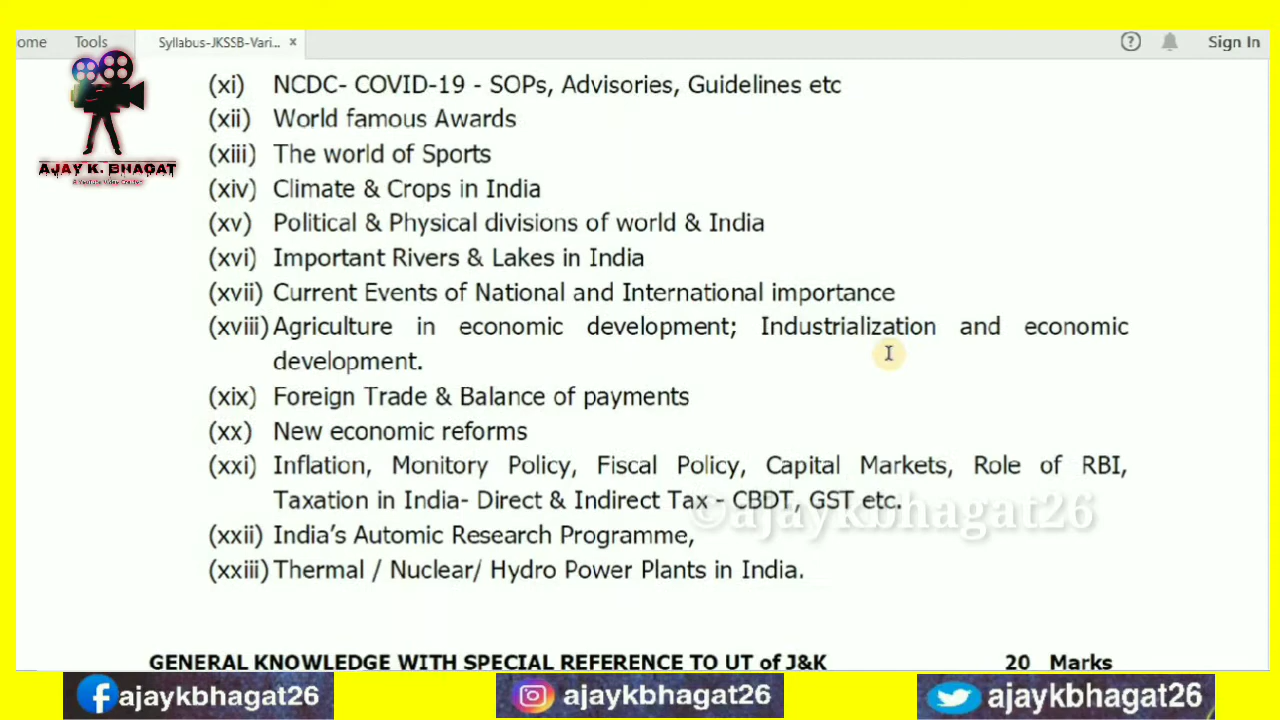 ome Tools Syllabus-JKSSB-Vari... × ? Sign In
(xi) NCDC- COVID-19 - SOPs, Advisories, Guidelines etc
(xii) World famous Awards
(xiii) The world of Sports
(xiv) Climate & Crops in India
(xv) Political & Physical divisions of world & India
(xvi) Important Rivers & Lakes in India
(xvii) Current Events of National and International importance
(xviii) Agriculture in economic development; Industrialization and economic
development.
(xix) Foreign Trade & Balance of payments
(xx) New economic reforms
(xxi) Inflation, Monitory Policy, Fiscal Policy, Capital Markets, Role of RBI,
Taxation in India- Direct & Indirect Tax - CBDT, GST etc.
(xxii) India's Automic Research Programme,
(xxiii) Thermal / Nuclear/ Hydro Power Plants in India.
GENERAL KNOWLEDGE WITH SPECIAL REFERENCE TO UT of J&K 20 Marks
AJAY K. BHAGAT
A YouTube Video Creator
©ajaykbhagat26
ajaykbhagat26 ajaykbhagat26 ajaykbhagat26